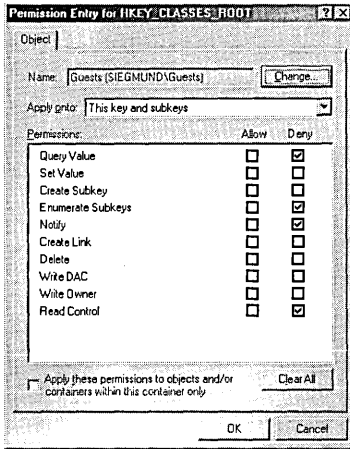 Permission Entry for HKEY_CLASSES_ROOT
Object
Name: Guests (SIEGMUND\Guests) Change...
Apply onto: This key and subkeys
Permissions: Allow Deny
Query Value
Set Value
Create Subkey
Enumerate Subkeys
Notify
Create Link
Delete
Write DAC
Write Owner
Read Control
Apply these permissions to objects and/or
containers within this container only
Clear All
OK Cancel